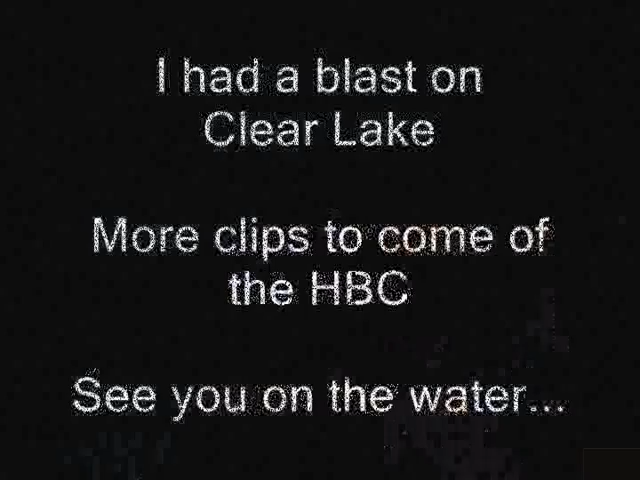 I had a blast on
Clear Lake
More clips to come of
the HBC
See you on the water...